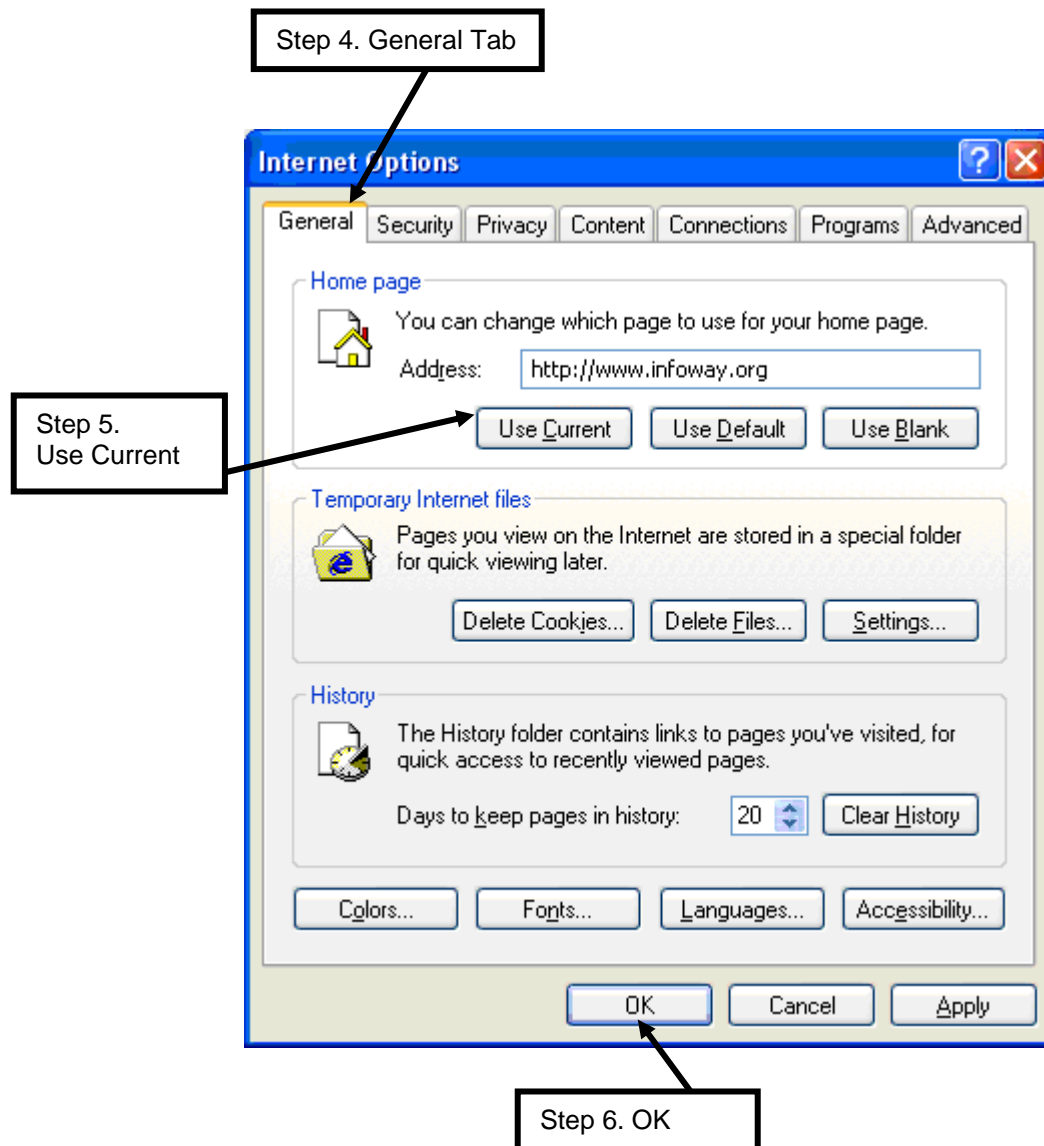 Step 4. General Tab
Internet Options
General Security Privacy Content Connections Programs Advanced
Home page
You can change which page to use for your home page.
Address: http://www.infoway.org
Step 5.
Use Current
Use Current Use Default Use Blank
Temporary Internet files
Pages you view on the Internet are stored in a special folder
for quick viewing later.
Delete Cookies... Delete Files... Settings...
History
The History folder contains links to pages you've visited, for
quick access to recently viewed pages.
Days to keep pages in history: 20 Clear History
Colors... Fonts... Languages... Accessibility...
OK Cancel Apply
Step 6. OK